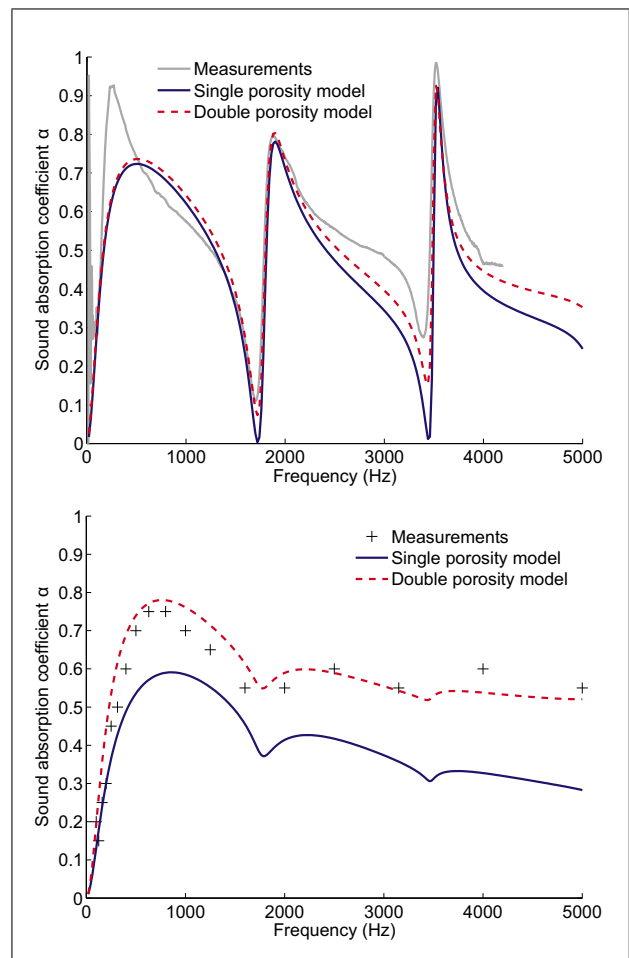 1
0.9
0.8
0.7
0.6
0.5
0.4
0.3
0.2
0.1
0
Sound absorption coefficient α
Measurements
Single porosity model
Double porosity model
0 1000 2000 3000 4000 5000
Frequency (Hz)
1
0.9
0.8
0.7
0.6
0.5
0.4
0.3
0.2
0.1
0
Sound absorption coefficient α
Measurements
Single porosity model
Double porosity model
0 1000 2000 3000 4000 5000
Frequency (Hz)